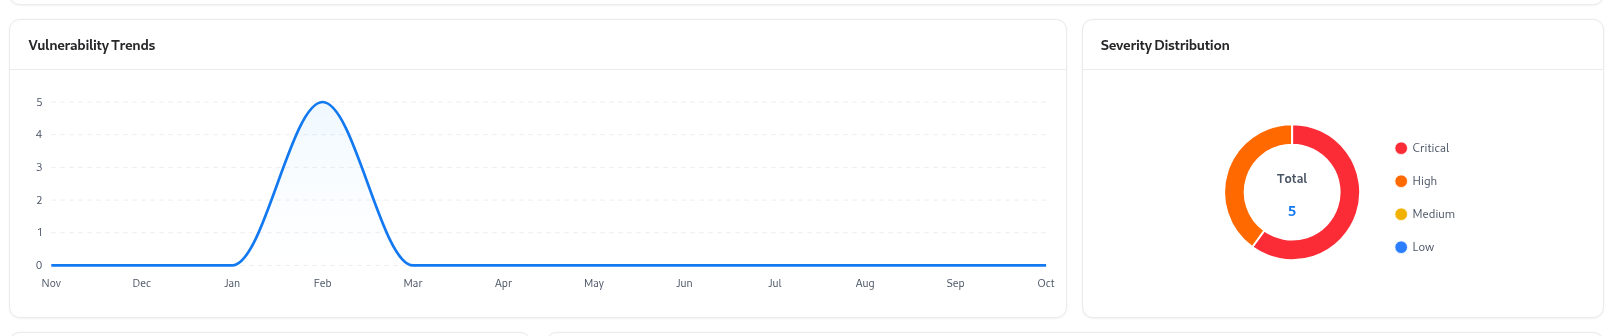 Vulnerability Trends
5
4
3
2
1
0
Nov Dec Jan Feb Mar Apr May Jun Jul Aug Sep Oct
Severity Distribution
Total
5
Critical
High
Medium
Low